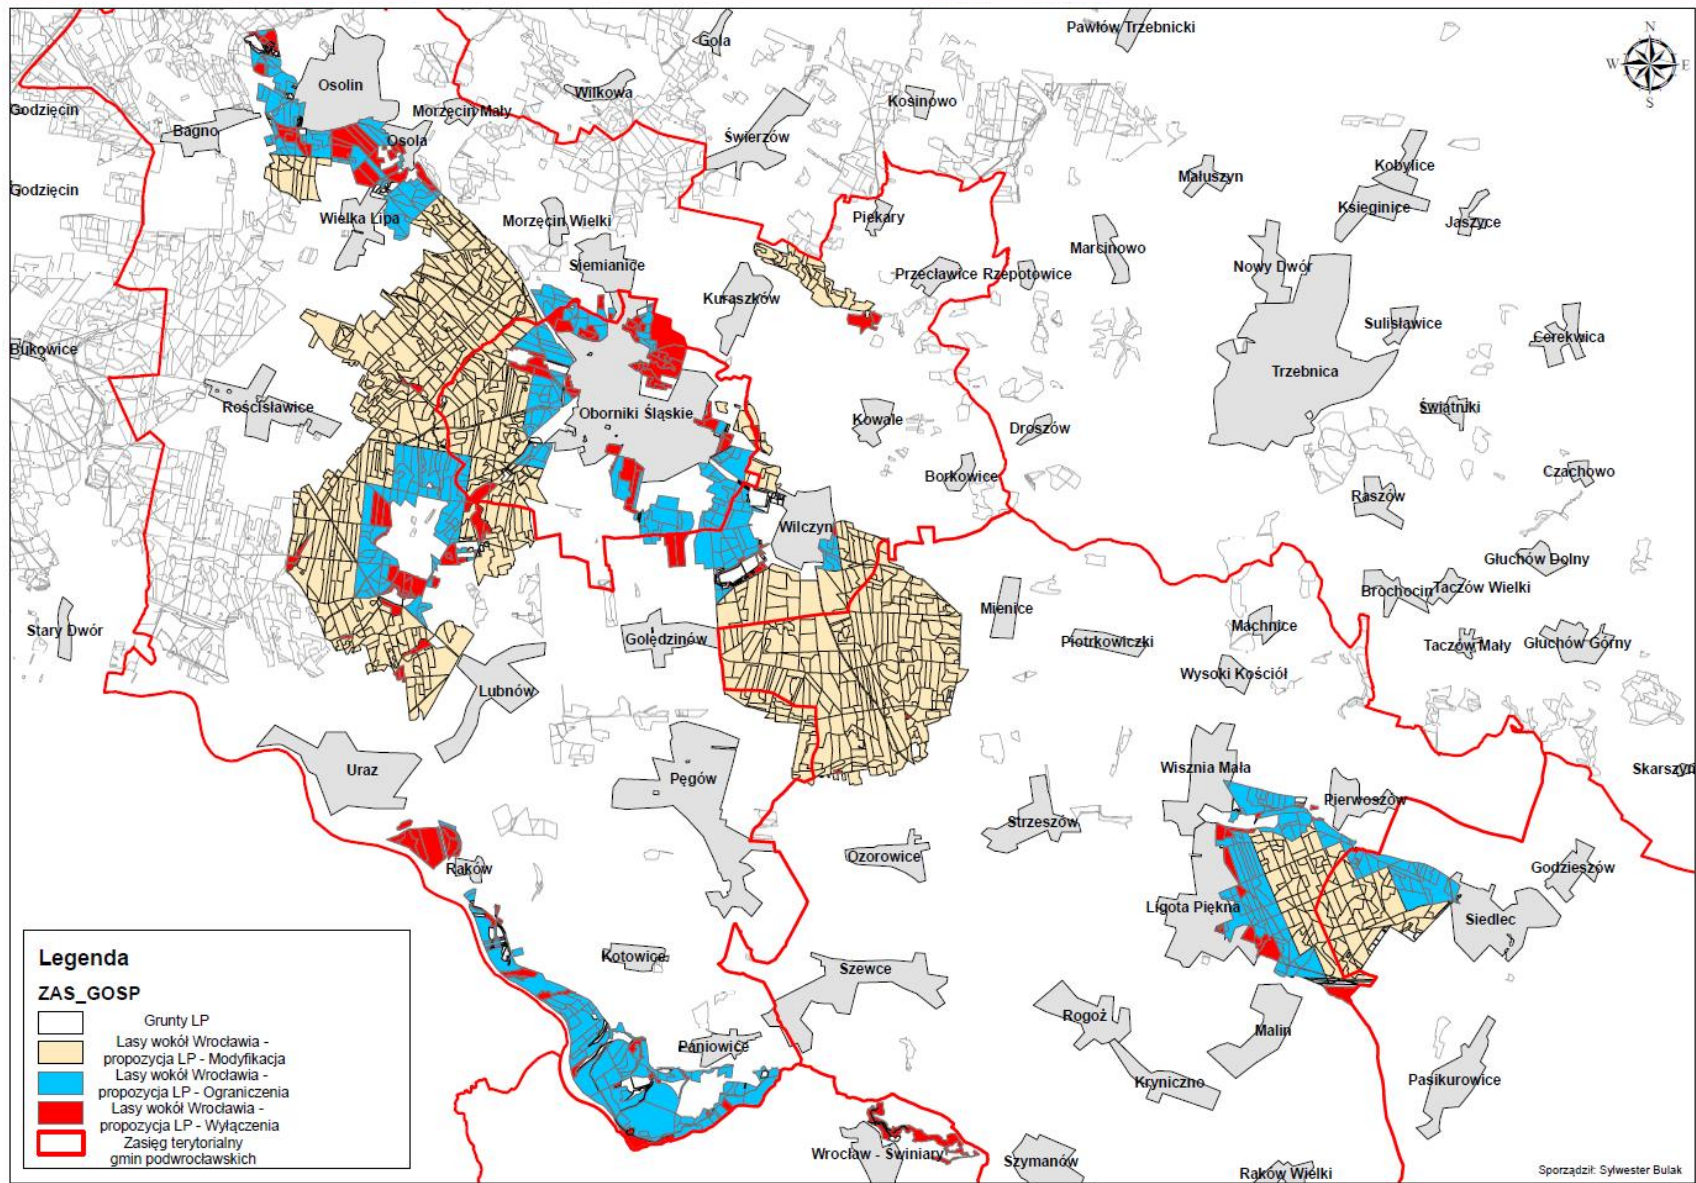 Pawłów Trzebnicki
Gola
N
W
E
S
Osolin
Wilkowa
Kosinowo
Godzięcin
Morzęcin Mały
Bagno
Osola
Świerzów
Kobylice
Małuszyn
Godzięcin
Księginice
Wielka Lipa
Morzęcin Wielki
Piękary
Jaszyce
Marcinowo
Siemianice
Nowy Dwór
Przecławice
Rzepotowice
Kuraszków
Sulisławice
Cerekwica
Bukowice
Trzebnica
Rościsławice
Oborniki Śląskie
Kowale
Świątniki
Droszów
Borkowice
Czachowo
Raszów
Wilczyn
Głuchów Dolny
Brochocin
Taczów Wielki
Mienice
Stary Dwór
Golędzinów
Machnice
Piotrkowiczki
Taczów Mały
Głuchów Górny
Wysoki Kościół
Lubnów
Uraz
Pęgów
Wisznia Mała
Skarszyn
Pierwoszów
Strzeszów
Raków
Ozorowice
Godzieszów
Ligota Piękna
Siedlec
Kotowice
Szewce
Rogoż
Malin
Paniowice
Kryniczno
Pasikurowice
Wrocław - Świniary
Szymanów
Raków Wielki
Legenda
ZAS_GOSP
Grunty LP
Lasy wokół Wrocławia -
propozycja LP - Modyfikacja
Lasy wokół Wrocławia -
propozycja LP - Ograniczenia
Lasy wokół Wrocławia -
propozycja LP - Wyłączenia
Zasięg terytorialny
gmin podwrocławskich
Sporządził: Sylwester Bulak